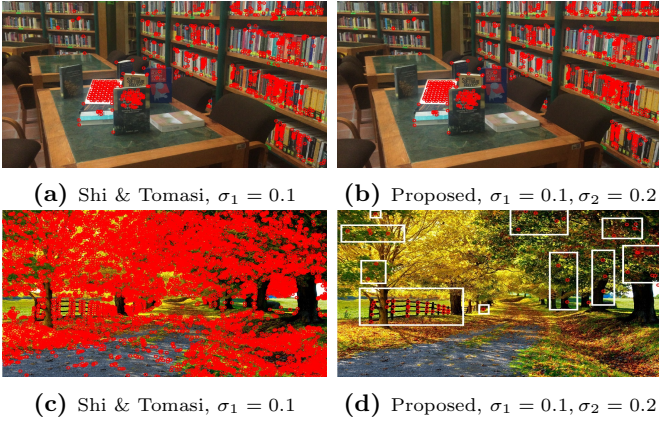 (a) Shi & Tomasi, σ₁ = 0.1
(b) Proposed, σ₁ = 0.1, σ₂ = 0.2
(c) Shi & Tomasi, σ₁ = 0.1
(d) Proposed, σ₁ = 0.1, σ₂ = 0.2